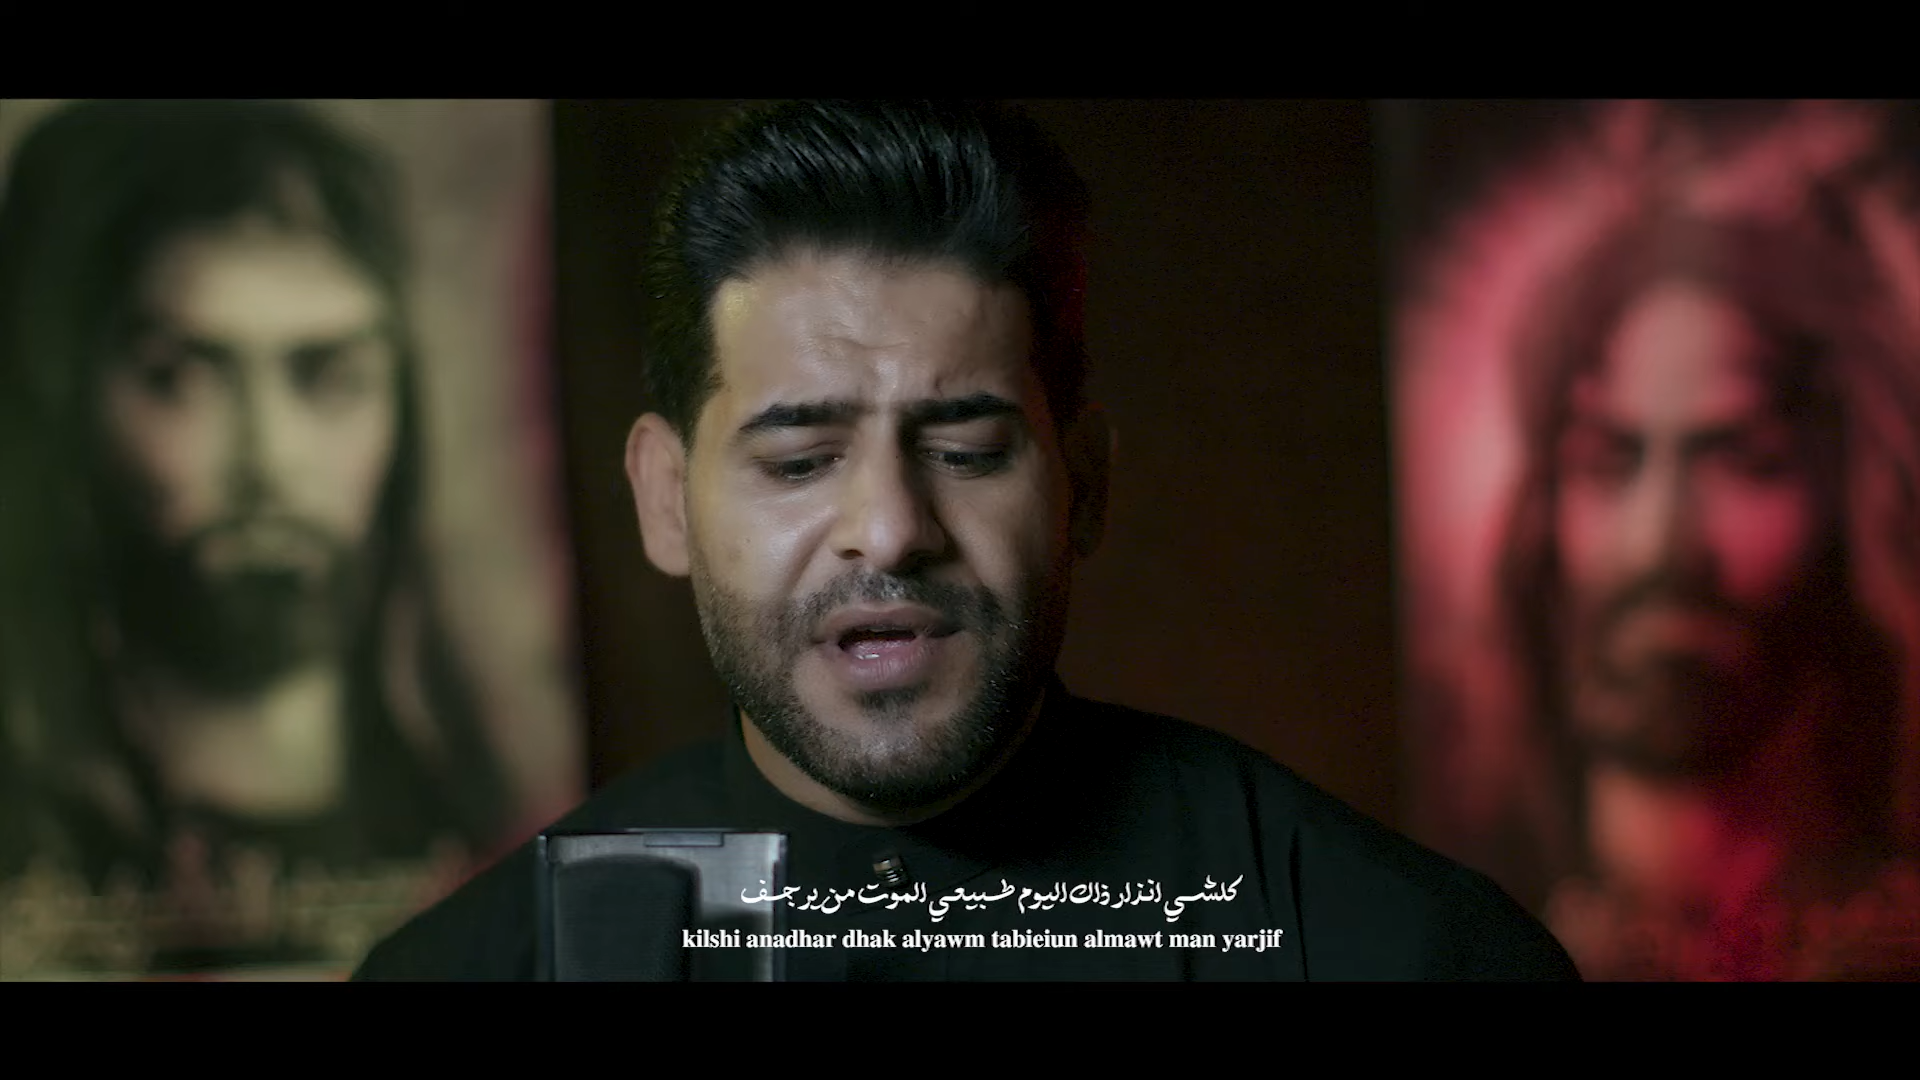 كلشي انذار ذاك اليوم طبيعي الموت من يرجف
kilshi anadhar dhak alyawm tabieiun almawt man yarjif